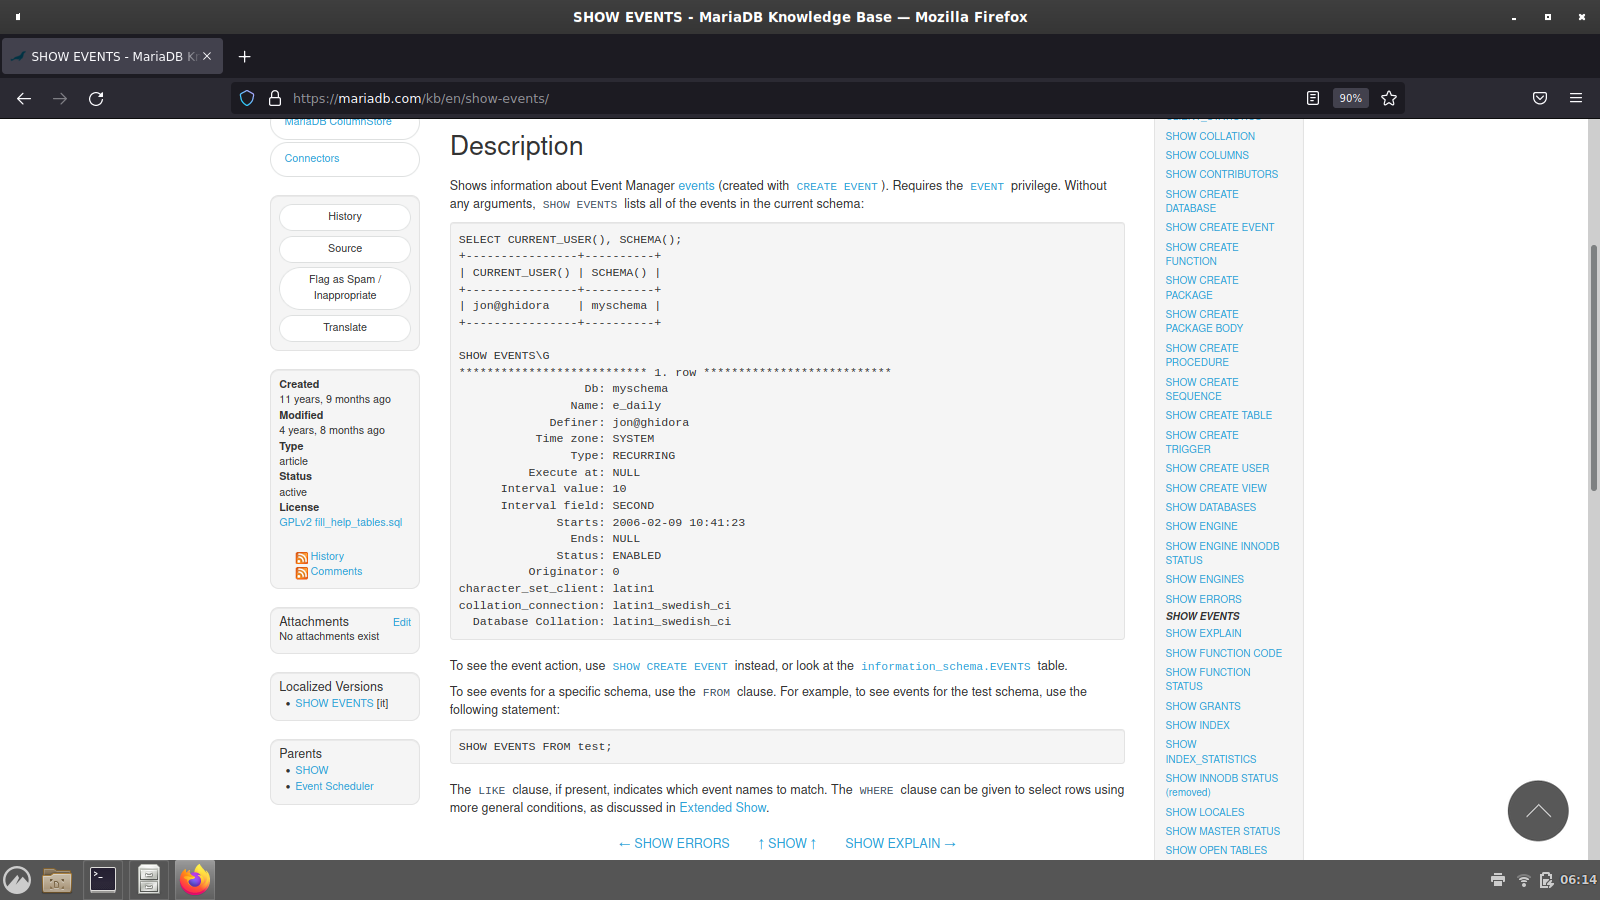 SHOW EVENTS - MariaDB Knowledge Base — Mozilla Firefox
SHOW EVENTS - MariaDB Kn
https://mariadb.com/kb/en/show-events/
90%
MariaDB ColumnStore
Connectors
History
Source
Flag as Spam /
Inappropriate
Translate
Created
11 years, 9 months ago
Modified
4 years, 8 months ago
Type
article
Status
active
License
GPLv2 fill_help_tables.sql
History
Comments
Attachments Edit
No attachments exist
Localized Versions
• SHOW EVENTS [it]
Parents
• SHOW
• Event Scheduler
Description
Shows information about Event Manager events (created with CREATE EVENT ). Requires the EVENT privilege. Without
any arguments, SHOW EVENTS lists all of the events in the current schema:
SELECT CURRENT_USER(), SCHEMA();
+----------------+----------+
| CURRENT_USER() | SCHEMA() |
+----------------+----------+
| jon@ghidora    | myschema |
+----------------+----------+
SHOW EVENTS\G
*************************** 1. row ***************************
Db: myschema
Name: e_daily
Definer: jon@ghidora
Time zone: SYSTEM
Type: RECURRING
Execute at: NULL
Interval value: 10
Interval field: SECOND
Starts: 2006-02-09 10:41:23
Ends: NULL
Status: ENABLED
Originator: 0
character_set_client: latin1
collation_connection: latin1_swedish_ci
Database Collation: latin1_swedish_ci
To see the event action, use SHOW CREATE EVENT instead, or look at the information_schema.EVENTS table.
To see events for a specific schema, use the FROM clause. For example, to see events for the test schema, use the
following statement:
SHOW EVENTS FROM test;
The LIKE clause, if present, indicates which event names to match. The WHERE clause can be given to select rows using
more general conditions, as discussed in Extended Show.
← SHOW ERRORS ↑ SHOW ↑ SHOW EXPLAIN →
SHOW COLLATION
SHOW COLUMNS
SHOW CONTRIBUTORS
SHOW CREATE
DATABASE
SHOW CREATE EVENT
SHOW CREATE
FUNCTION
SHOW CREATE
PACKAGE
SHOW CREATE
PACKAGE BODY
SHOW CREATE
PROCEDURE
SHOW CREATE
SEQUENCE
SHOW CREATE TABLE
SHOW CREATE
TRIGGER
SHOW CREATE USER
SHOW CREATE VIEW
SHOW DATABASES
SHOW ENGINE
SHOW ENGINE INNODB
STATUS
SHOW ENGINES
SHOW ERRORS
SHOW EVENTS
SHOW EXPLAIN
SHOW FUNCTION CODE
SHOW FUNCTION
STATUS
SHOW GRANTS
SHOW INDEX
SHOW
INDEX_STATISTICS
SHOW INNODB STATUS
(removed)
SHOW LOCALES
SHOW MASTER STATUS
SHOW OPEN TABLES
06:14